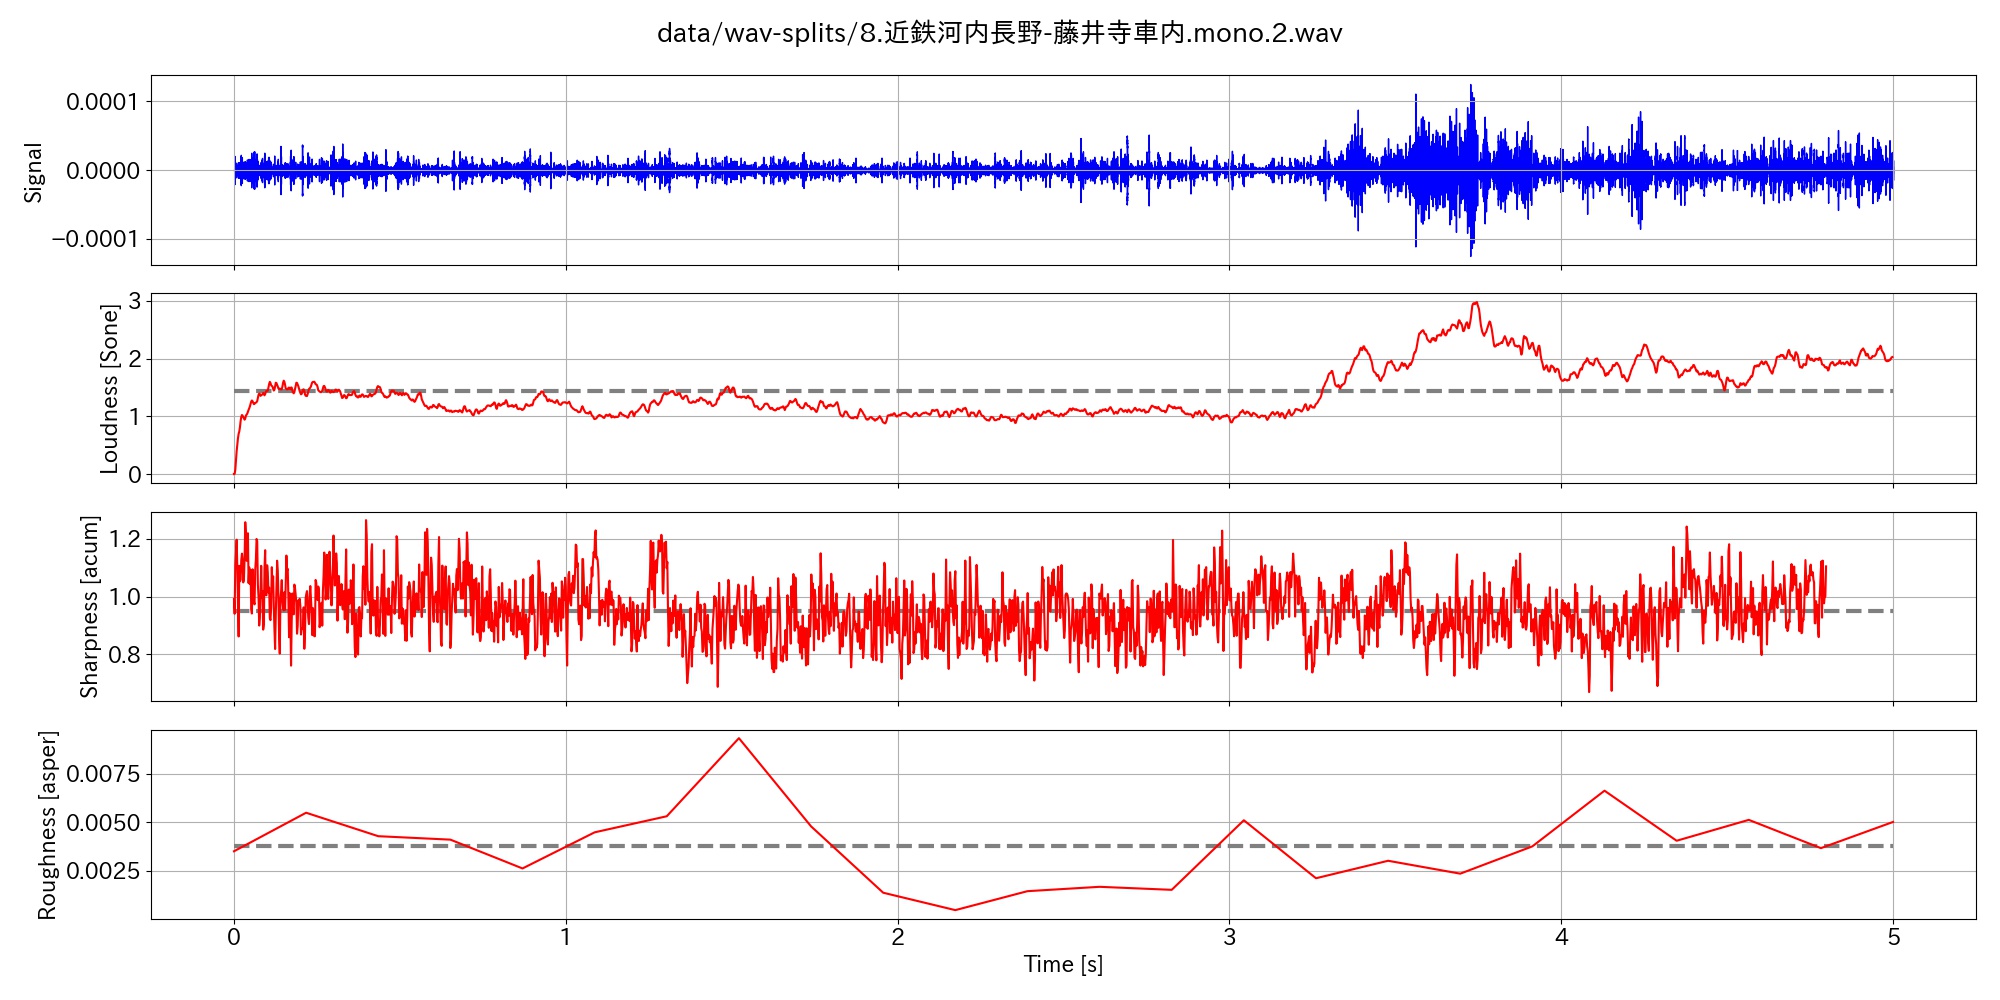 data/wav-splits/8.近鉄河内長野-藤井寺車内.mono.2.wav
Signal
0.0001
0.0000
−0.0001
Loudness [Sone]
3
2
1
0
Sharpness [acum]
1.2
1.0
0.8
Roughness [asper]
0.0075
0.0050
0.0025
0 1 2 3 4 5
Time [s]